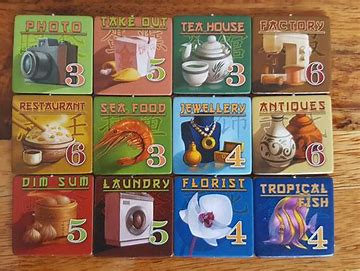 PHOTO
3
TAKE OUT
5
TEA HOUSE
3
FACTORY
6
RESTAURANT
6
SEA FOOD
3
JEWELLERY
4
ANTIQUES
6
DIM SUM
5
LAUNDRY
5
FLORIST
4
TROPICAL
FISH
4